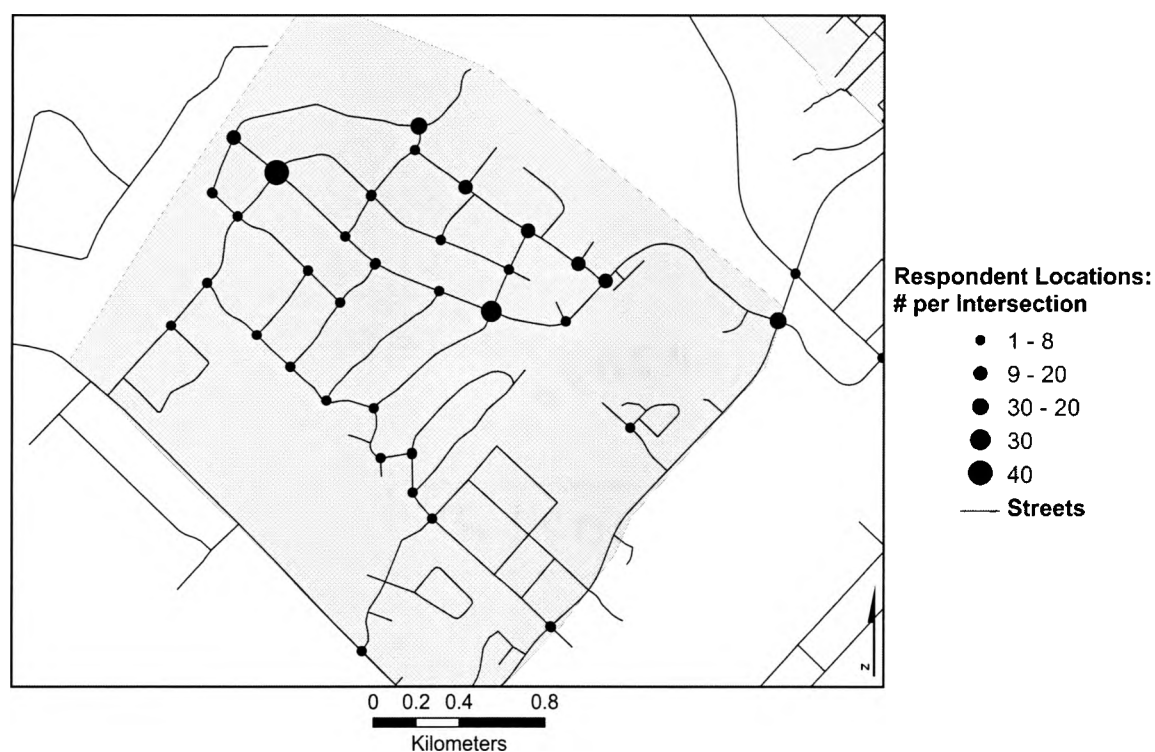 Respondent Locations:
# per Intersection
1 - 8
9 - 20
30 - 20
30
40
Streets
N
0 0.2 0.4 0.8
Kilometers